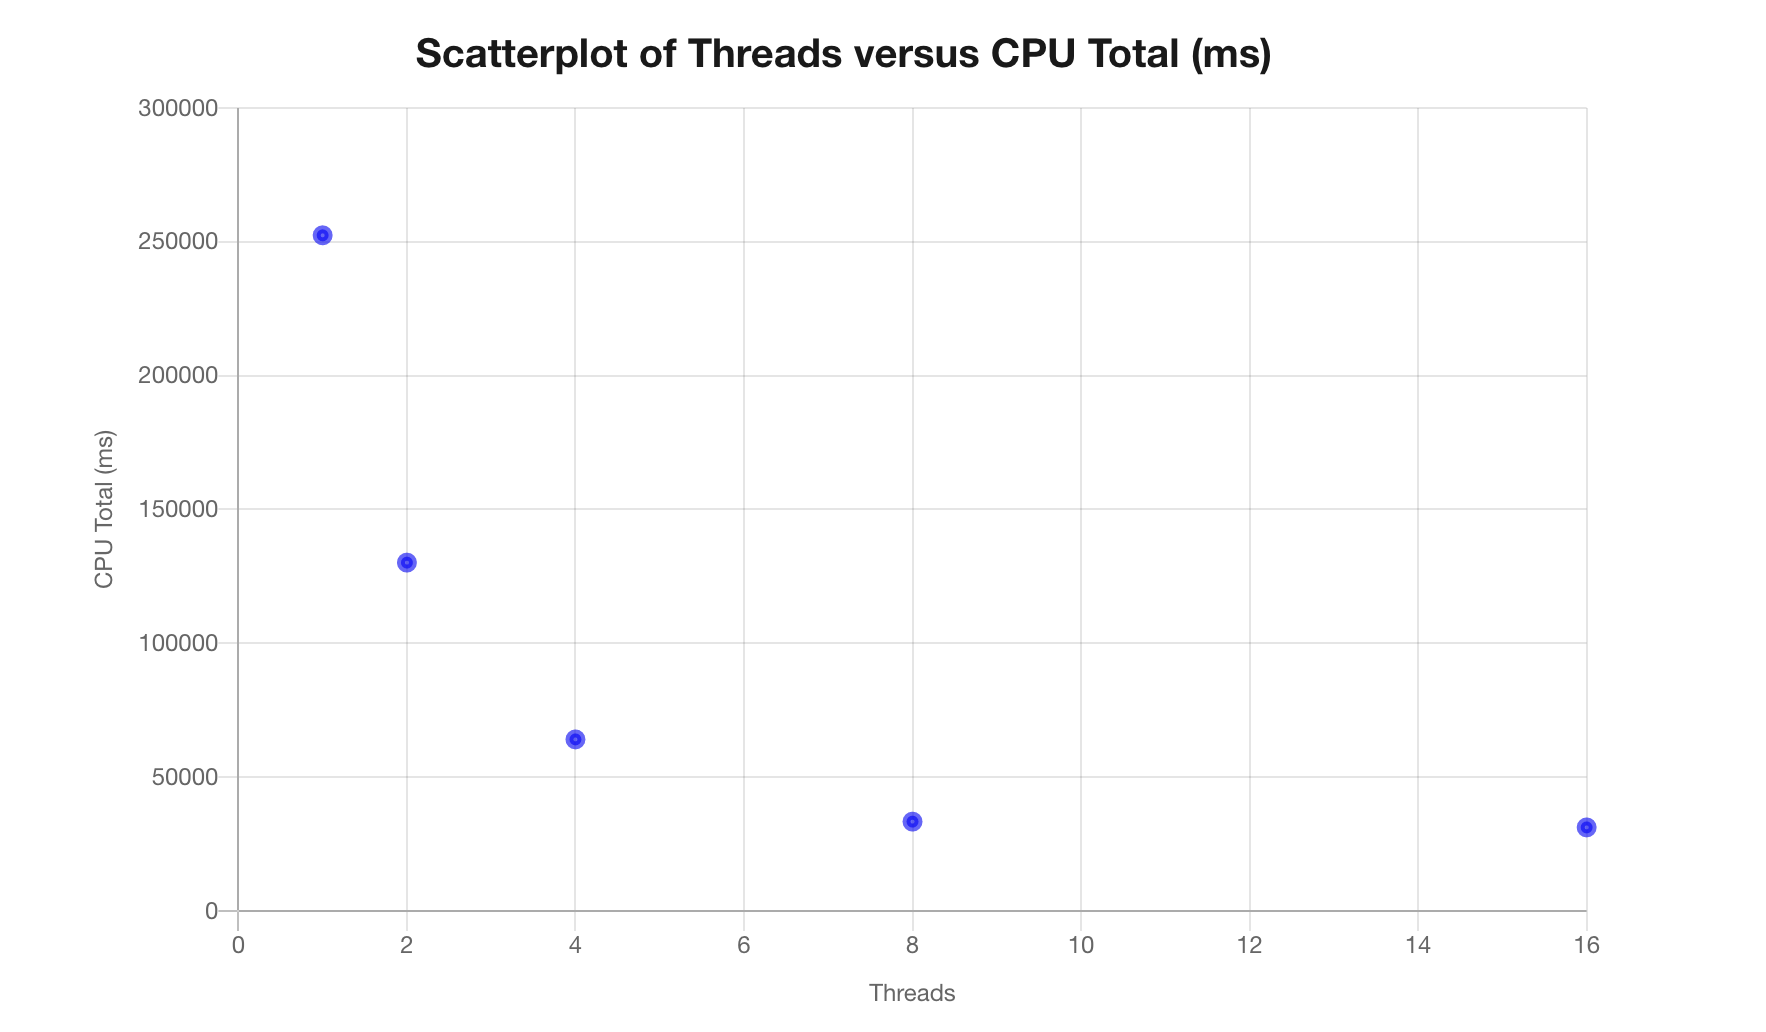 Scatterplot of Threads versus CPU Total (ms)
300000
250000
200000
150000
100000
50000
0
CPU Total (ms)
0 2 4 6 8 10 12 14 16
Threads